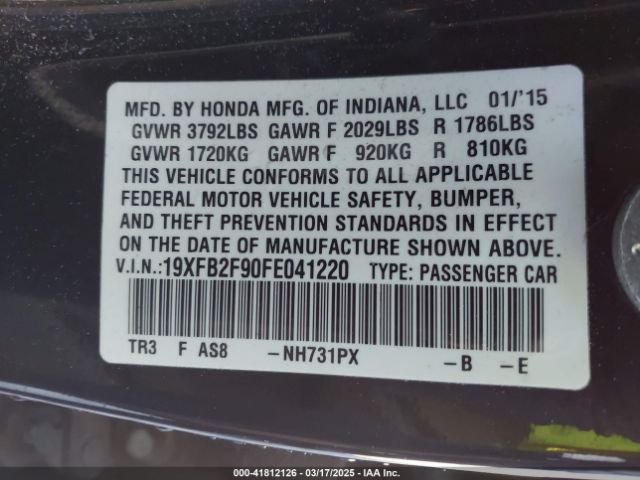 MFD. BY HONDA MFG. OF INDIANA, LLC 01/'15
GVWR 3792LBS GAWR F 2029LBS R 1786LBS
GVWR 1720KG GAWR F 920KG R 810KG
THIS VEHICLE CONFORMS TO ALL APPLICABLE
FEDERAL MOTOR VEHICLE SAFETY, BUMPER,
AND THEFT PREVENTION STANDARDS IN EFFECT
ON THE DATE OF MANUFACTURE SHOWN ABOVE.
V.I.N.:19XFB2F90FE041220 TYPE: PASSENGER CAR
TR3 F AS8 -NH731PX -B -E
000-41812126 - 03/17/2025 - IAAI.COM